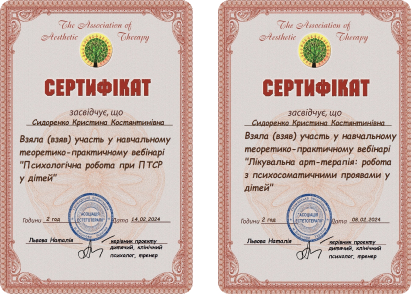 The Association of
Aesthetic Therapy
СЕРТИФІКАТ
засвідчує, що
Сидоренко Кристина Костянтинівна
Взяла (взяв) участь у навчальному
теоретико-практичному вебінарі
"Психологічна робота при ПТСР
у дітей"
АСОЦІАЦІЯ
Години 2 год Дата 14.02.2024
Львова Наталія
керівник проекту
дитячий, клінічний
психолог, тренер
The Association of
Aesthetic Therapy
СЕРТИФІКАТ
засвідчує, що
Сидоренко Кристина Костянтинівна
Взяла (взяв) участь у навчальному
теоретико-практичному вебінарі
"Лікувальна арт-терапія: робота
з психосоматичними проявами у
дітей"
АСОЦІАЦІЯ
Години 2 год Дата 08.02.2024
Львова Наталія
керівник проекту
дитячий, клінічний
психолог, тренер